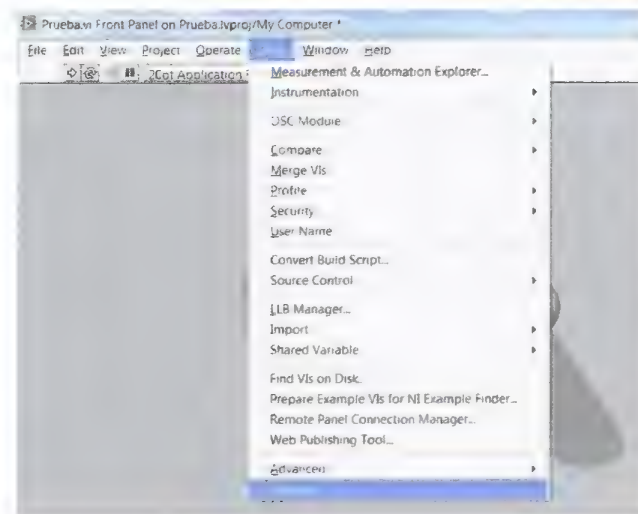 Prueba.vi Front Panel on Prueba.lvproj/My Computer *
File Edit View Project Operate Window Help
Application
Measurement & Automation Explorer...
Instrumentation
DSC Module
Compare
Merge VIs
Profile
Security
User Name
Convert Build Script...
Source Control
LLB Manager...
Import
Shared Variable
Find VIs on Disk...
Prepare Example VIs for NI Example Finder...
Remote Panel Connection Manager...
Web Publishing Tool...
Advanced